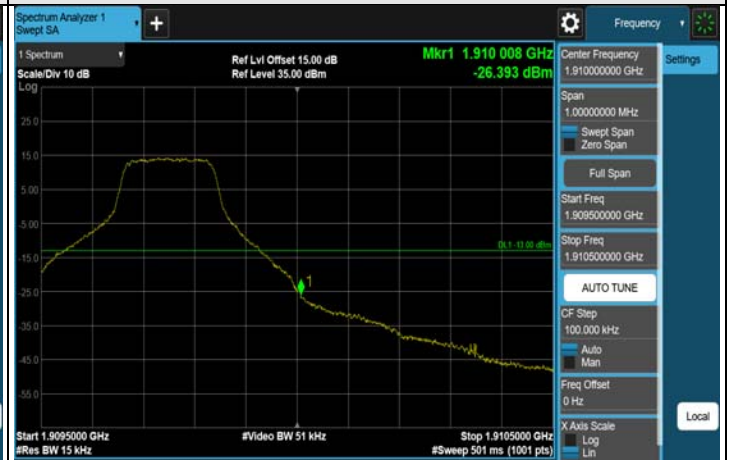 Spectrum Analyzer 1
Swept SA
+
Frequency
1 Spectrum
Scale/Div 10 dB
Log
Ref Lvl Offset 15.00 dB
Ref Level 35.00 dBm
Mkr1 1.910 008 GHz
-26.393 dBm
25.0
15.0
5.00
-5.00
-15.0
-25.0
-35.0
-45.0
-55.0
DL1 -13.00 dBm
1
Start 1.9095000 GHz
#Res BW 15 kHz
#Video BW 51 kHz
Stop 1.9105000 GHz
#Sweep 501 ms (1001 pts)
Center Frequency
1.910000000 GHz
Span
1.00000000 MHz
Swept Span
Zero Span
Full Span
Start Freq
1.909500000 GHz
Stop Freq
1.910500000 GHz
AUTO TUNE
CF Step
100.000 kHz
Auto
Man
Freq Offset
0 Hz
X Axis Scale
Log
Lin
Settings
Local